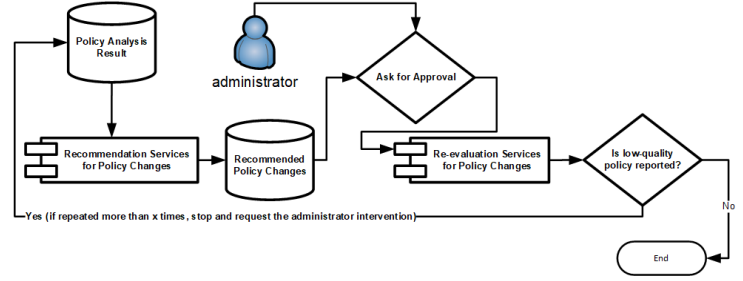 Policy Analysis
Result
administrator
Ask for Approval
Recommendation Services
for Policy Changes
Recommended
Policy Changes
Re-evaluation Services
for Policy Changes
Is low-quality
policy reported?
Yes (if repeated more than x times, stop and request the administrator intervention)
No
End